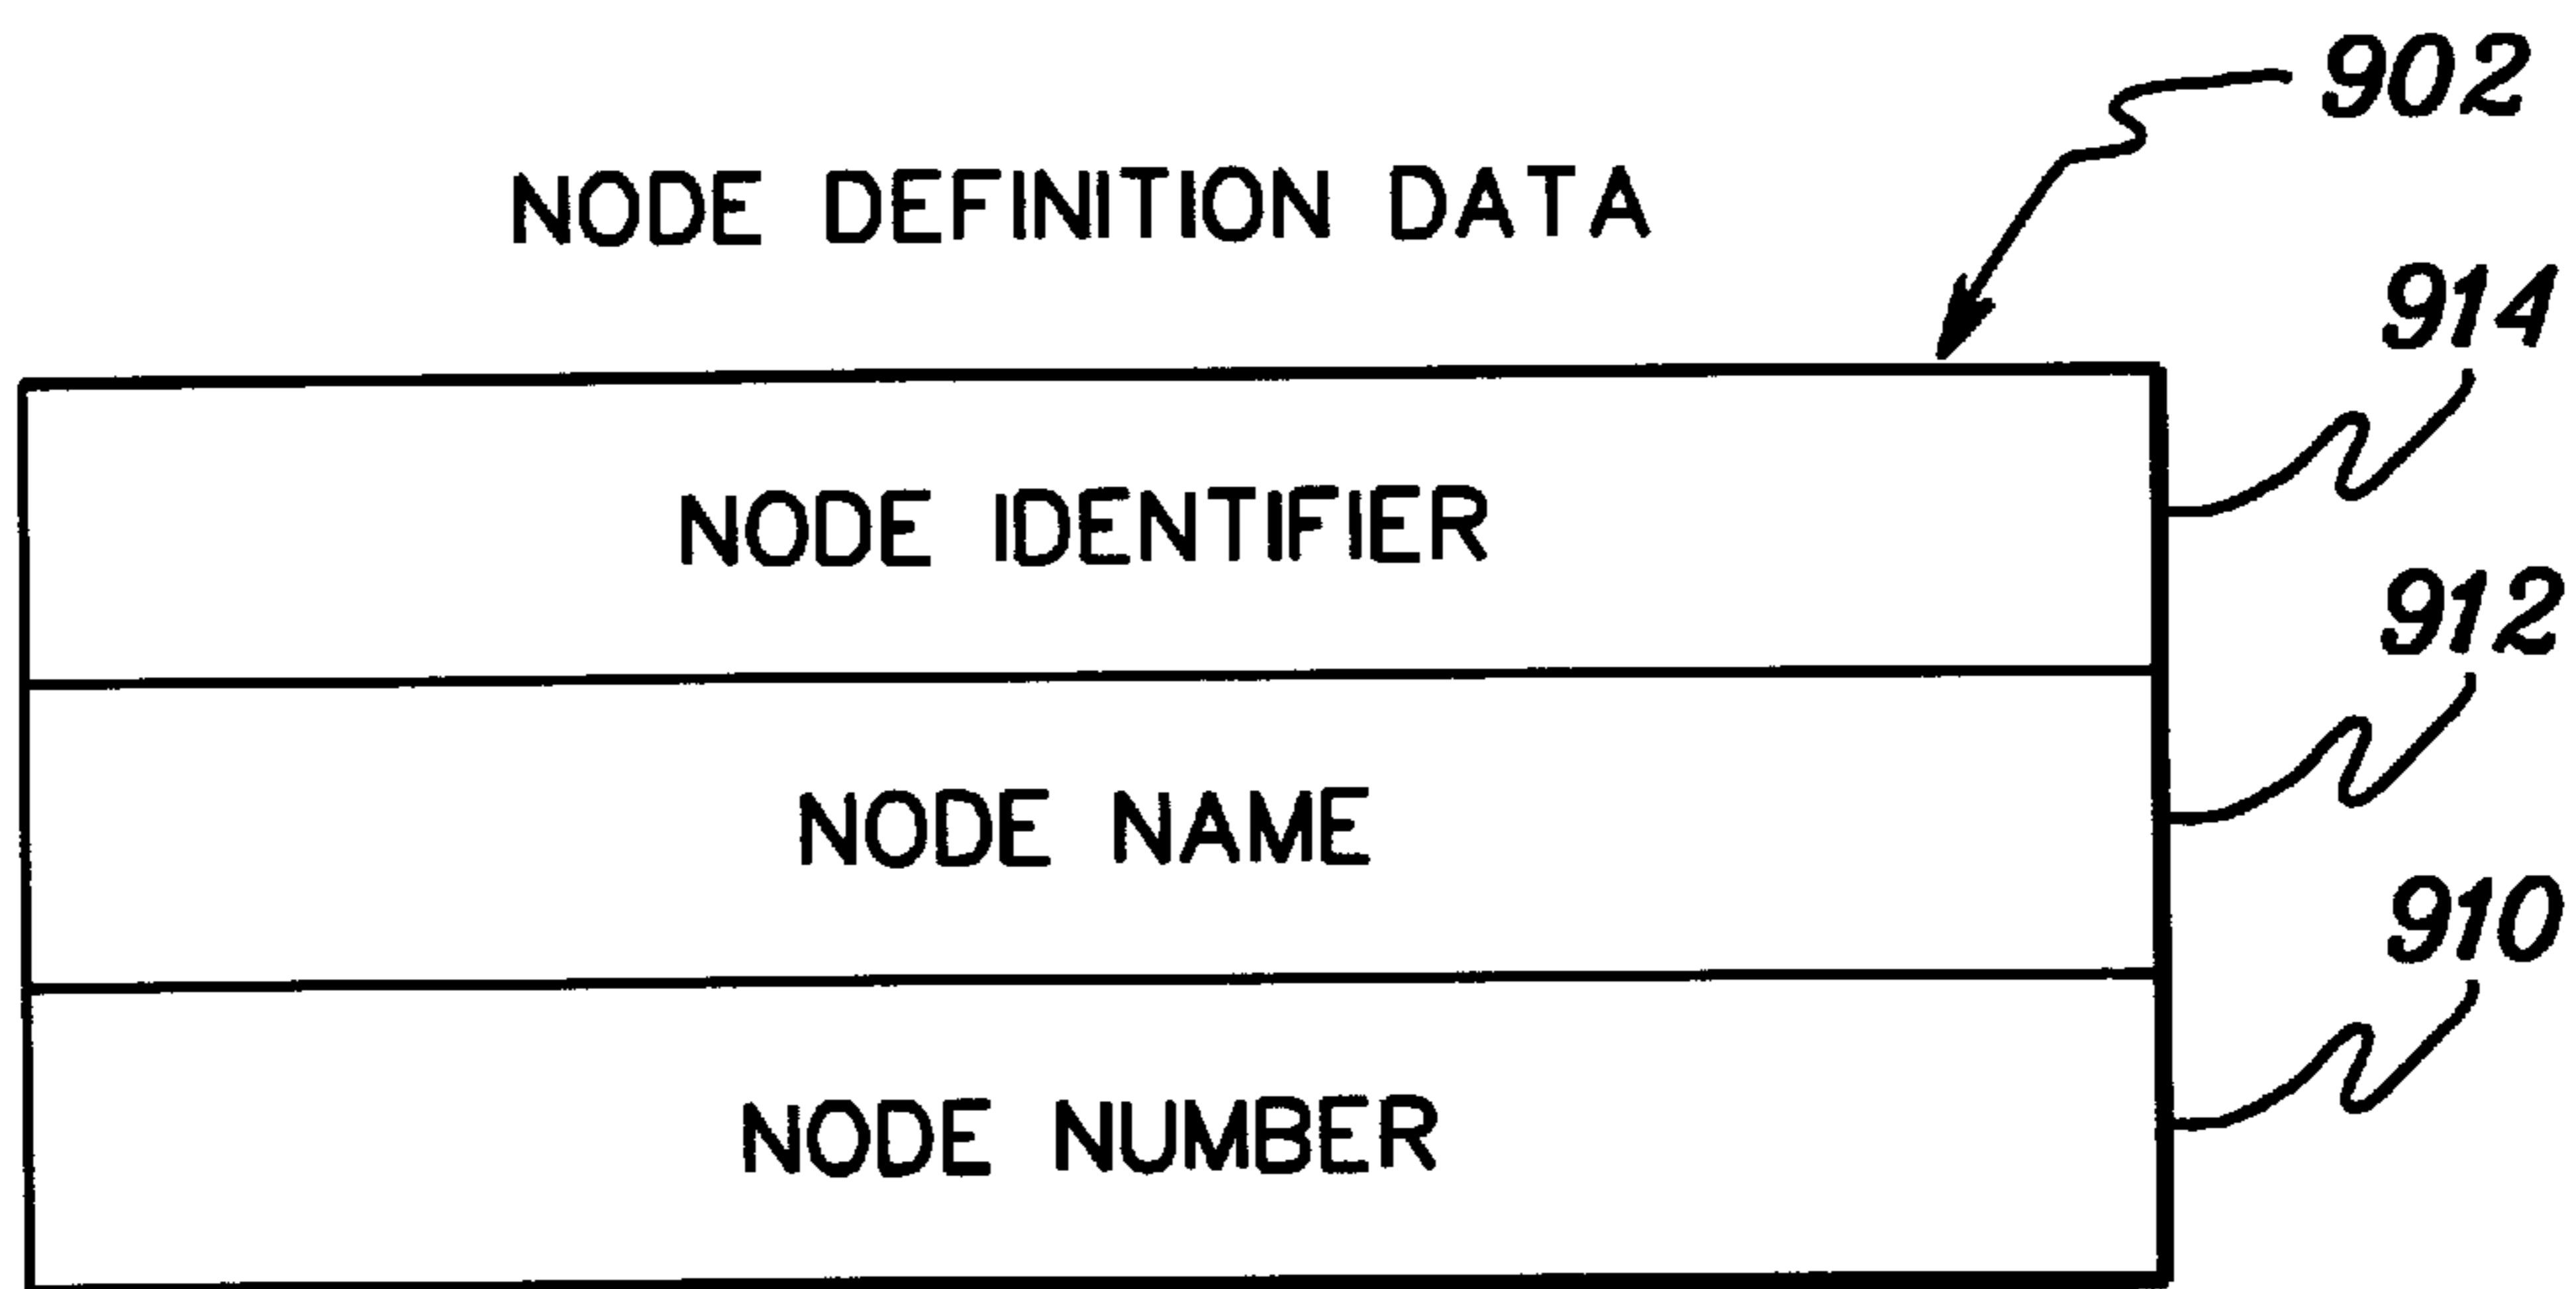 902
NODE DEFINITION DATA
914
NODE IDENTIFIER
912
NODE NAME
910
NODE NUMBER